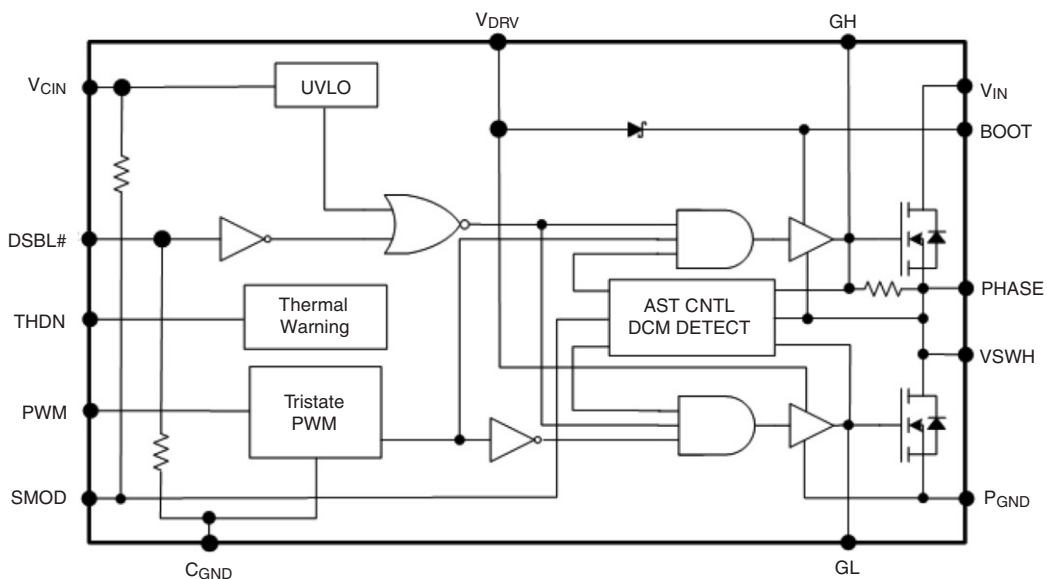 VDRV
GH
VCIN
UVLO
VIN
BOOT
DSBL#
THDN
Thermal
Warning
AST CNTL
DCM DETECT
PHASE
VSWH
PWM
Tristate
PWM
SMOD
PGND
CGND
GL